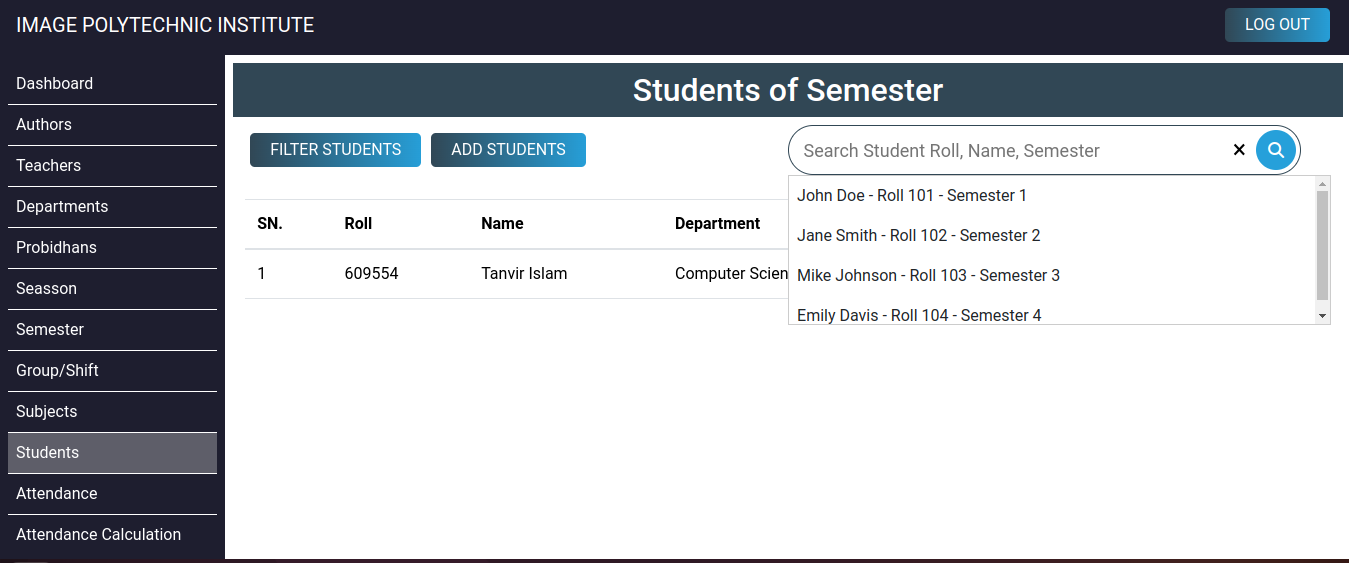 IMAGE POLYTECHNIC INSTITUTE
LOG OUT
Dashboard
Authors
Teachers
Departments
Probidhans
Seasson
Semester
Group/Shift
Subjects
Students
Attendance
Attendance Calculation
Students of Semester
FILTER STUDENTS
ADD STUDENTS
Search Student Roll, Name, Semester
John Doe - Roll 101 - Semester 1
Jane Smith - Roll 102 - Semester 2
Mike Johnson - Roll 103 - Semester 3
Emily Davis - Roll 104 - Semester 4
SN. Roll Name Department
1 609554 Tanvir Islam Computer Scien